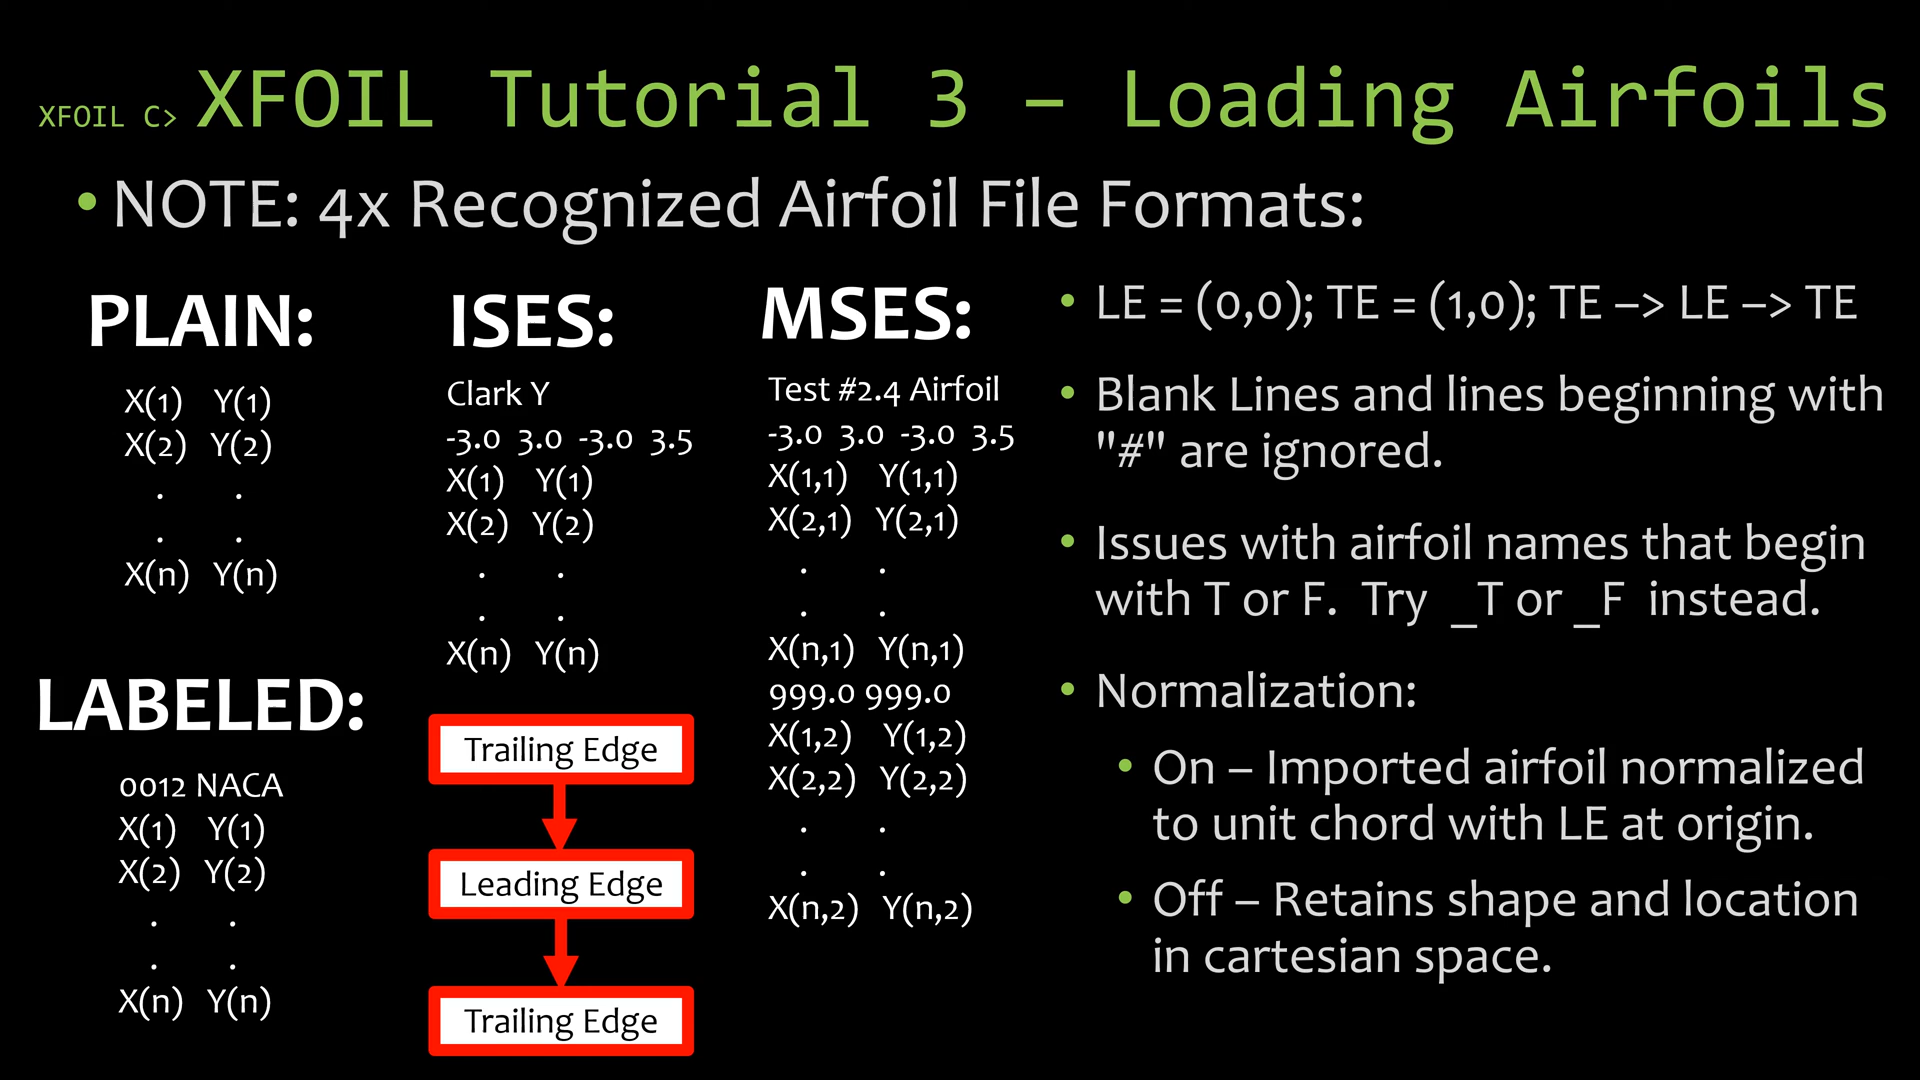 XFOIL C> XFOIL Tutorial 3 – Loading Airfoils
• NOTE: 4x Recognized Airfoil File Formats:
PLAIN:
X(1) Y(1)
X(2) Y(2)
. .
. .
X(n) Y(n)
LABELED:
0012 NACA
X(1) Y(1)
X(2) Y(2)
. .
. .
X(n) Y(n)
ISES:
Clark Y
-3.0 3.0 -3.0 3.5
X(1) Y(1)
X(2) Y(2)
. .
. .
X(n) Y(n)
Trailing Edge
Leading Edge
Trailing Edge
MSES:
Test #2.4 Airfoil
-3.0 3.0 -3.0 3.5
X(1,1) Y(1,1)
X(2,1) Y(2,1)
. .
. .
X(n,1) Y(n,1)
999.0 999.0
X(1,2) Y(1,2)
X(2,2) Y(2,2)
. .
. .
X(n,2) Y(n,2)
• LE = (0,0); TE = (1,0); TE –> LE –> TE
• Blank Lines and lines beginning with
"#" are ignored.
• Issues with airfoil names that begin
with T or F. Try _T or _F instead.
• Normalization:
• On – Imported airfoil normalized
to unit chord with LE at origin.
• Off – Retains shape and location
in cartesian space.